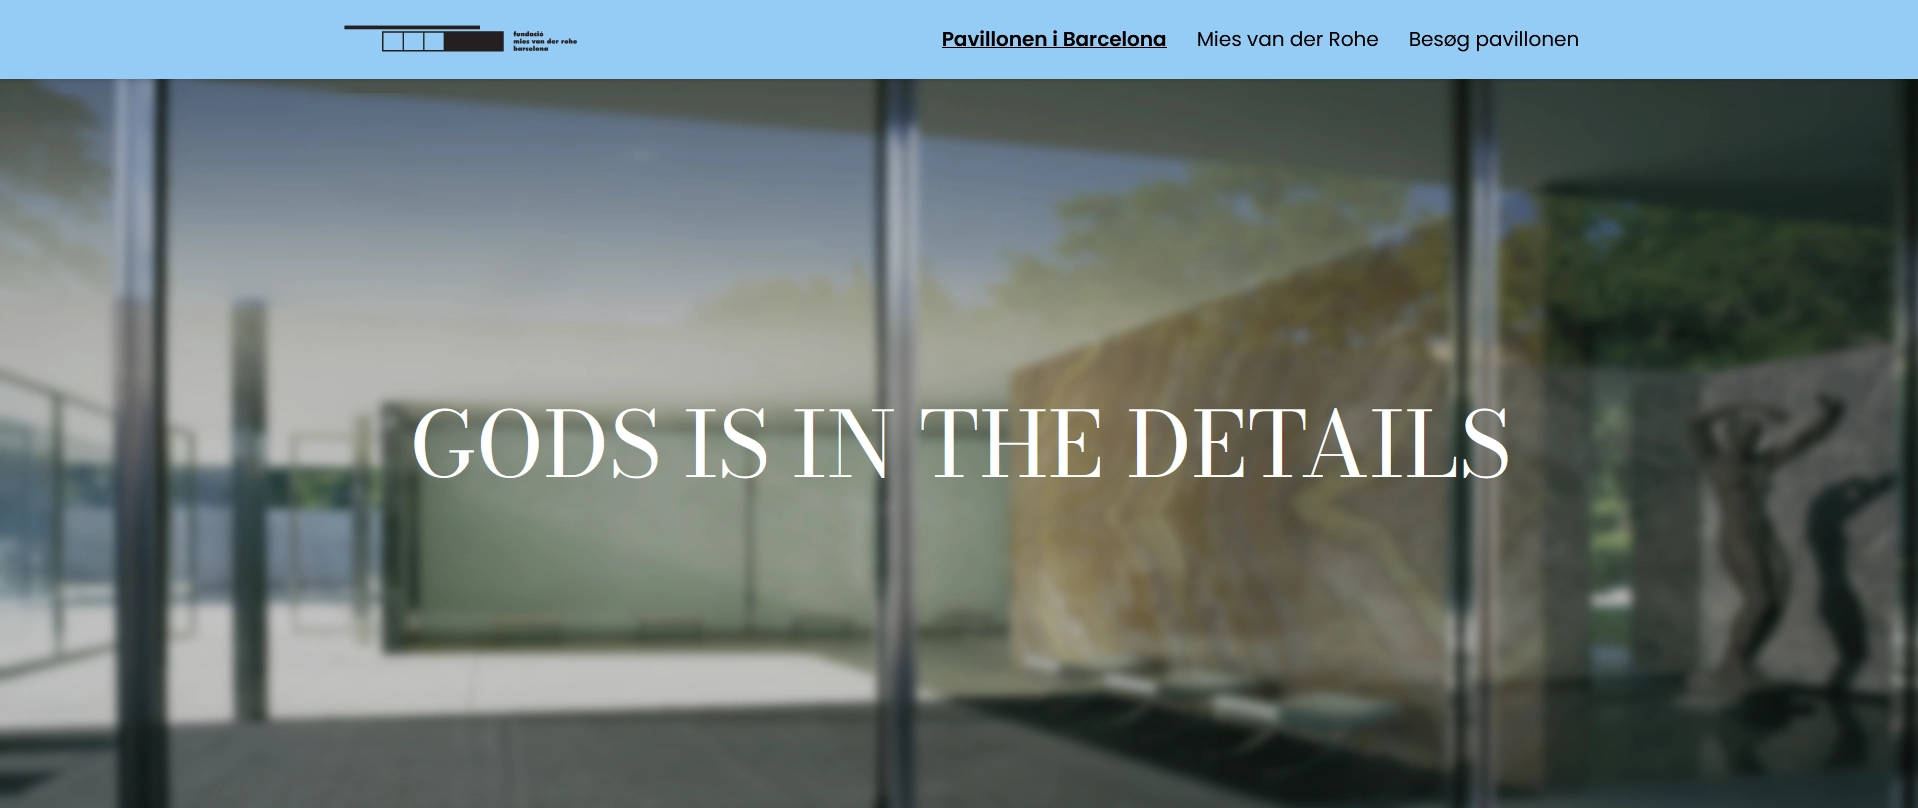 fundació
mies van der rohe
barcelona
Pavillonen i Barcelona Mies van der Rohe Besøg pavillonen
GODS IS IN THE DETAILS